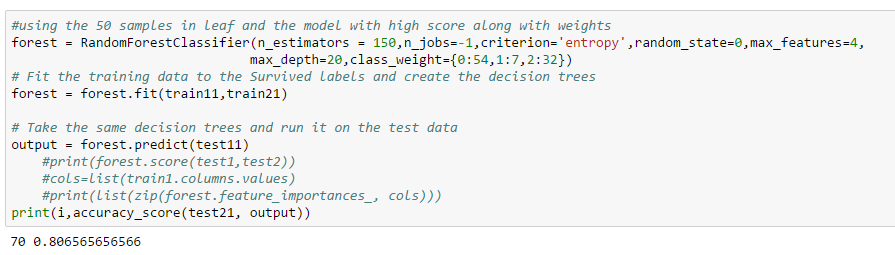 #using the 50 samples in leaf and the model with high score along with weights
forest = RandomForestClassifier(n_estimators = 150,n_jobs=-1,criterion='entropy',random_state=0,max_features=4,
max_depth=20,class_weight={0:54,1:7,2:32})
# Fit the training data to the Survived labels and create the decision trees
forest = forest.fit(train11,train21)

# Take the same decision trees and run it on the test data
output = forest.predict(test11)
    #print(forest.score(test1,test2))
    #cols=list(train1.columns.values)
    #print(list(zip(forest.feature_importances_, cols)))
print(i,accuracy_score(test21, output))
70 0.806565656566